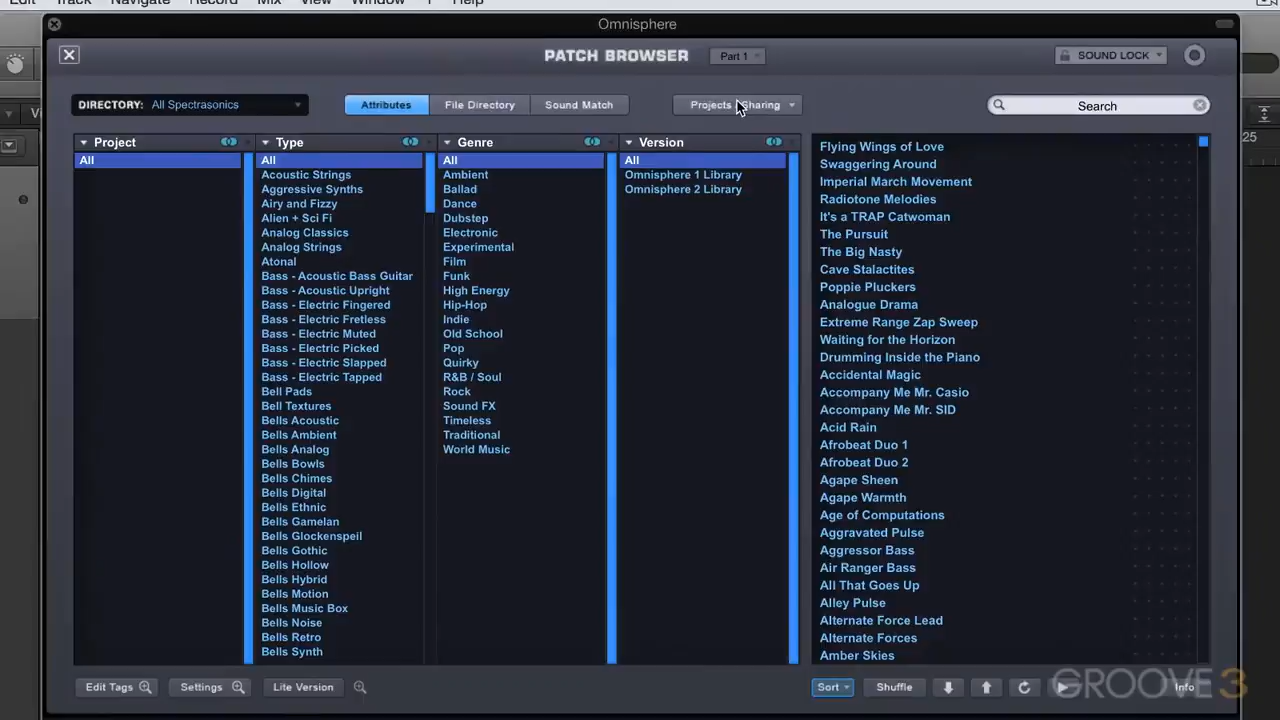 Edit Track Navigate Record Mix View Window Help
Omnisphere
PATCH BROWSER Part 1 SOUND LOCK
DIRECTORY: All Spectrasonics Attributes File Directory Sound Match Projects Sharing Search
25
Project Type Genre Version
All
All
Acoustic Strings
Aggressive Synths
Airy and Fizzy
Alien + Sci Fi
Analog Classics
Analog Strings
Atonal
Bass - Acoustic Bass Guitar
Bass - Acoustic Upright
Bass - Electric Fingered
Bass - Electric Fretless
Bass - Electric Muted
Bass - Electric Picked
Bass - Electric Slapped
Bass - Electric Tapped
Bell Pads
Bell Textures
Bells Acoustic
Bells Ambient
Bells Analog
Bells Bowls
Bells Chimes
Bells Digital
Bells Ethnic
Bells Gamelan
Bells Glockenspeil
Bells Gothic
Bells Hollow
Bells Hybrid
Bells Motion
Bells Music Box
Bells Noise
Bells Retro
Bells Synth
All
Ambient
Ballad
Dance
Dubstep
Electronic
Experimental
Film
Funk
High Energy
Hip-Hop
Indie
Old School
Pop
Quirky
R&B / Soul
Rock
Sound FX
Timeless
Traditional
World Music
All
Omnisphere 1 Library
Omnisphere 2 Library
Flying Wings of Love
Swaggering Around
Imperial March Movement
Radiotone Melodies
It's a TRAP Catwoman
The Pursuit
The Big Nasty
Cave Stalactites
Poppie Pluckers
Analogue Drama
Extreme Range Zap Sweep
Waiting for the Horizon
Drumming Inside the Piano
Accidental Magic
Accompany Me Mr. Casio
Accompany Me Mr. SID
Acid Rain
Afrobeat Duo 1
Afrobeat Duo 2
Agape Sheen
Agape Warmth
Age of Computations
Aggravated Pulse
Aggressor Bass
Air Ranger Bass
All That Goes Up
Alley Pulse
Alternate Force Lead
Alternate Forces
Amber Skies
Edit Tags Settings Lite Version Sort Shuffle Info
GROOVE3